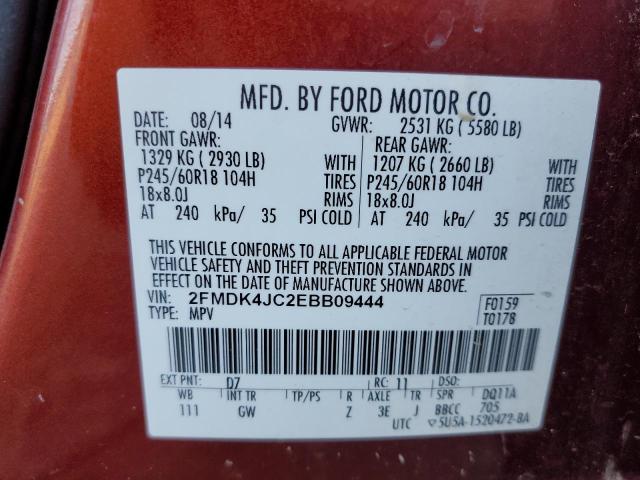 MFD. BY FORD MOTOR CO.
DATE: 08/14 GVWR: 2531 KG ( 5580 LB)
FRONT GAWR: REAR GAWR:
1329 KG ( 2930 LB) WITH 1207 KG ( 2660 LB) WITH
P245/60R18 104H TIRES P245/60R18 104H TIRES
18x8.0J RIMS 18x8.0J RIMS
AT 240 kPa/ 35 PSI COLD AT 240 kPa/ 35 PSI COLD
THIS VEHICLE CONFORMS TO ALL APPLICABLE FEDERAL MOTOR
VEHICLE SAFETY AND THEFT PREVENTION STANDARDS IN
EFFECT ON THE DATE OF MANUFACTURE SHOWN ABOVE.
VIN: 2FMDK4JC2EBB09444 F0159
TYPE: MPV T0178
EXT PNT: D7 RC: 11 DSO:
WB INT TR TP/PS R AXLE TR SPR DQ11A
111 GW Z 3E J BBCC 705
UTC ▽5U5A-1520472-BA